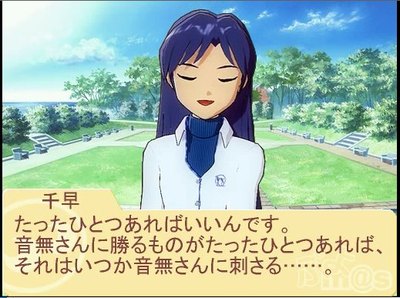 千早
たったひとつあればいいんです。
音無さんに勝るものがたったひとつあれば、
それはいつか音無さんに刺さる……。
im@s